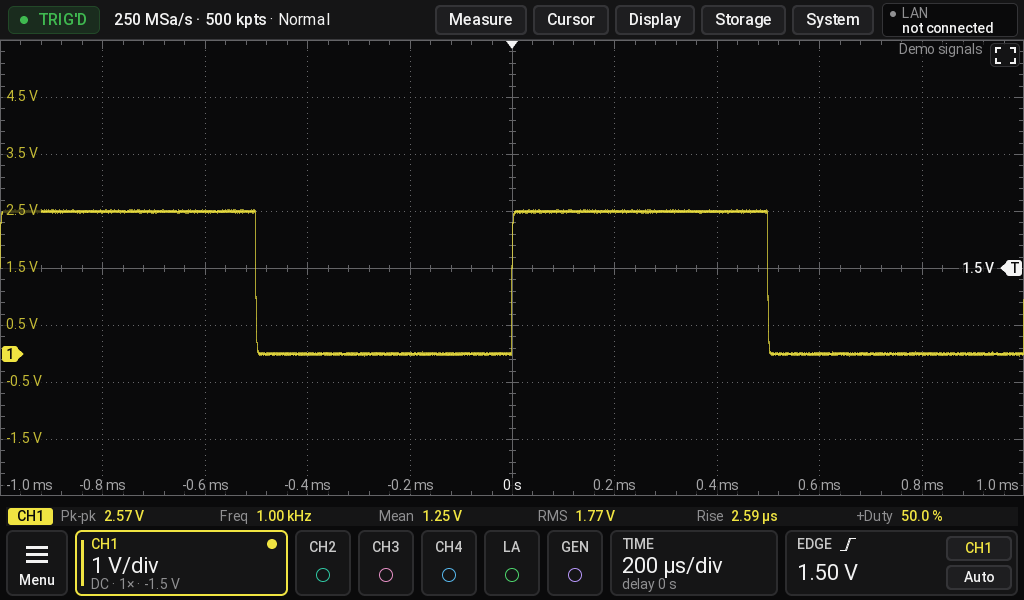 TRIG'D 250 MSa/s · 500 kpts · Normal Measure Cursor Display Storage System LAN
not connected
Demo signals
4.5 V
3.5 V
2.5 V
1.5 V 1.5 V T
0.5 V
1
-0.5 V
-1.5 V
-1.0 ms -0.8 ms -0.6 ms -0.4 ms -0.2 ms 0 s 0.2 ms 0.4 ms 0.6 ms 0.8 ms 1.0 ms
CH1 Pk-pk 2.57 V Freq 1.00 kHz Mean 1.25 V RMS 1.77 V Rise 2.59 µs +Duty 50.0 %
Menu
CH1
1 V/div
DC · 1× · -1.5 V
CH2 CH3 CH4 LA GEN
TIME
200 µs/div
delay 0 s
EDGE
1.50 V
CH1
Auto